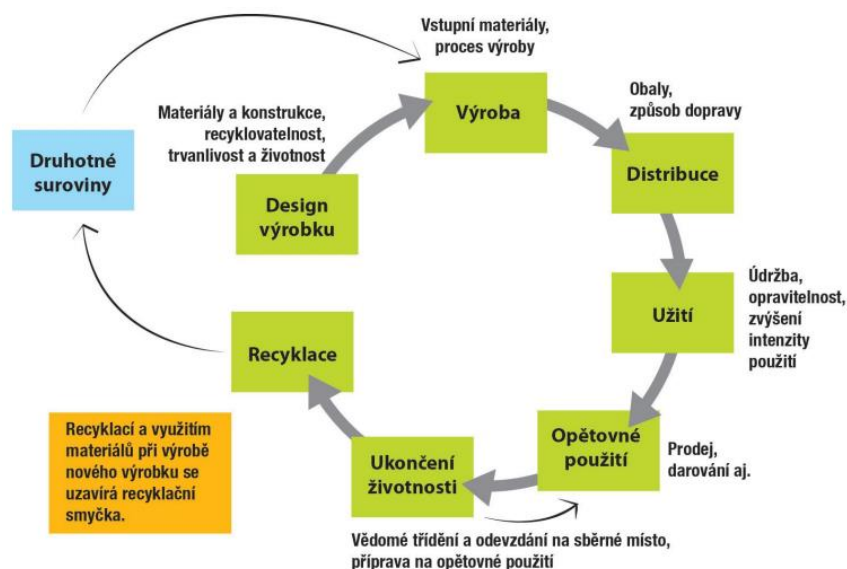 Vstupní materiály,
proces výroby
Výroba
Obaly,
způsob dopravy
Materiály a konstrukce,
recyklovatelnost,
trvanlivost a životnost
Druhotné
suroviny
Distribuce
Design
výrobku
Údržba,
opravitelnost,
zvýšení
intenzity
použití
Užití
Recyklace
Recyklací a využitím
materiálů při výrobě
nového výrobku se
uzavírá recyklační
smyčka.
Opětovné
použití
Prodej,
darování aj.
Ukončení
životnosti
Vědomé třídění a odevzdání na sběrné místo,
příprava na opětovné použití